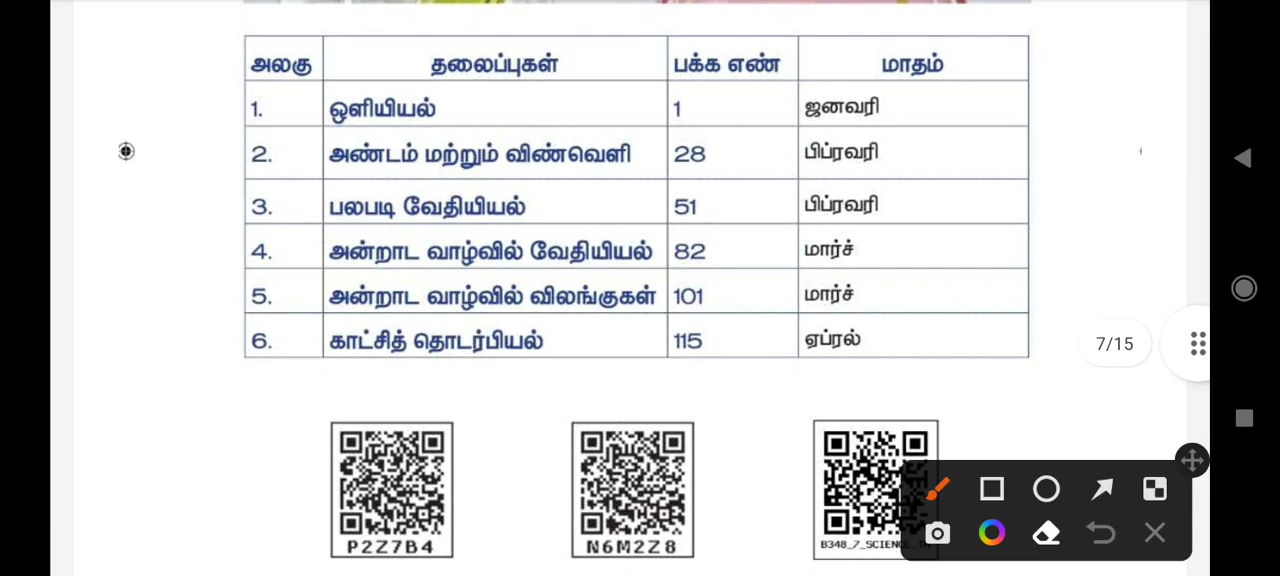 அலகு தலைப்புகள் பக்க எண் மாதம்
1. ஒளியியல் 1 ஜனவரி
2. அண்டம் மற்றும் விண்வெளி 28 பிப்ரவரி
3. பலபடி வேதியியல் 51 பிப்ரவரி
4. அன்றாட வாழ்வில் வேதியியல் 82 மார்ச்
5. அன்றாட வாழ்வில் விலங்குகள் 101 மார்ச்
6. காட்சித் தொடர்பியல் 115 ஏப்ரல்
7/15
P2Z7B4 N6M2Z8 B348_7_SCIENCE_TM